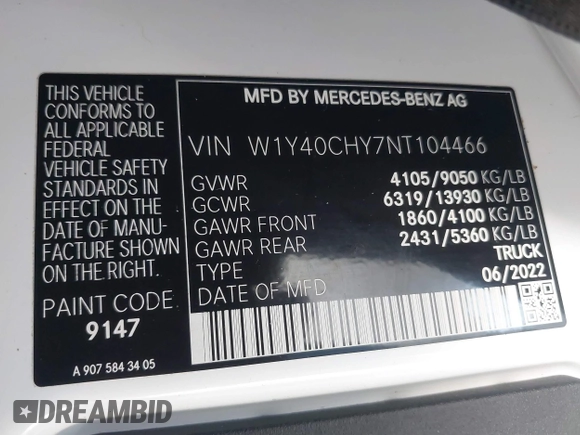 THIS VEHICLE
CONFORMS TO
ALL APPLICABLE
FEDERAL
VEHICLE SAFETY
STANDARDS IN
EFFECT ON THE
DATE OF MANU-
FACTURE SHOWN
ON THE RIGHT
PAINT CODE
9147
A 907 584 34 05
MFD BY MERCEDES-BENZ AG
VIN W1Y40CHY7NT104466
GVWR 4105/9050 KG/LB
GCWR 6319/13930 KG/LB
GAWR FRONT 1860/4100 KG/LB
GAWR REAR 2431/5360 KG/LB
TYPE TRUCK
DATE OF MFD 06/2022
DREAMBID